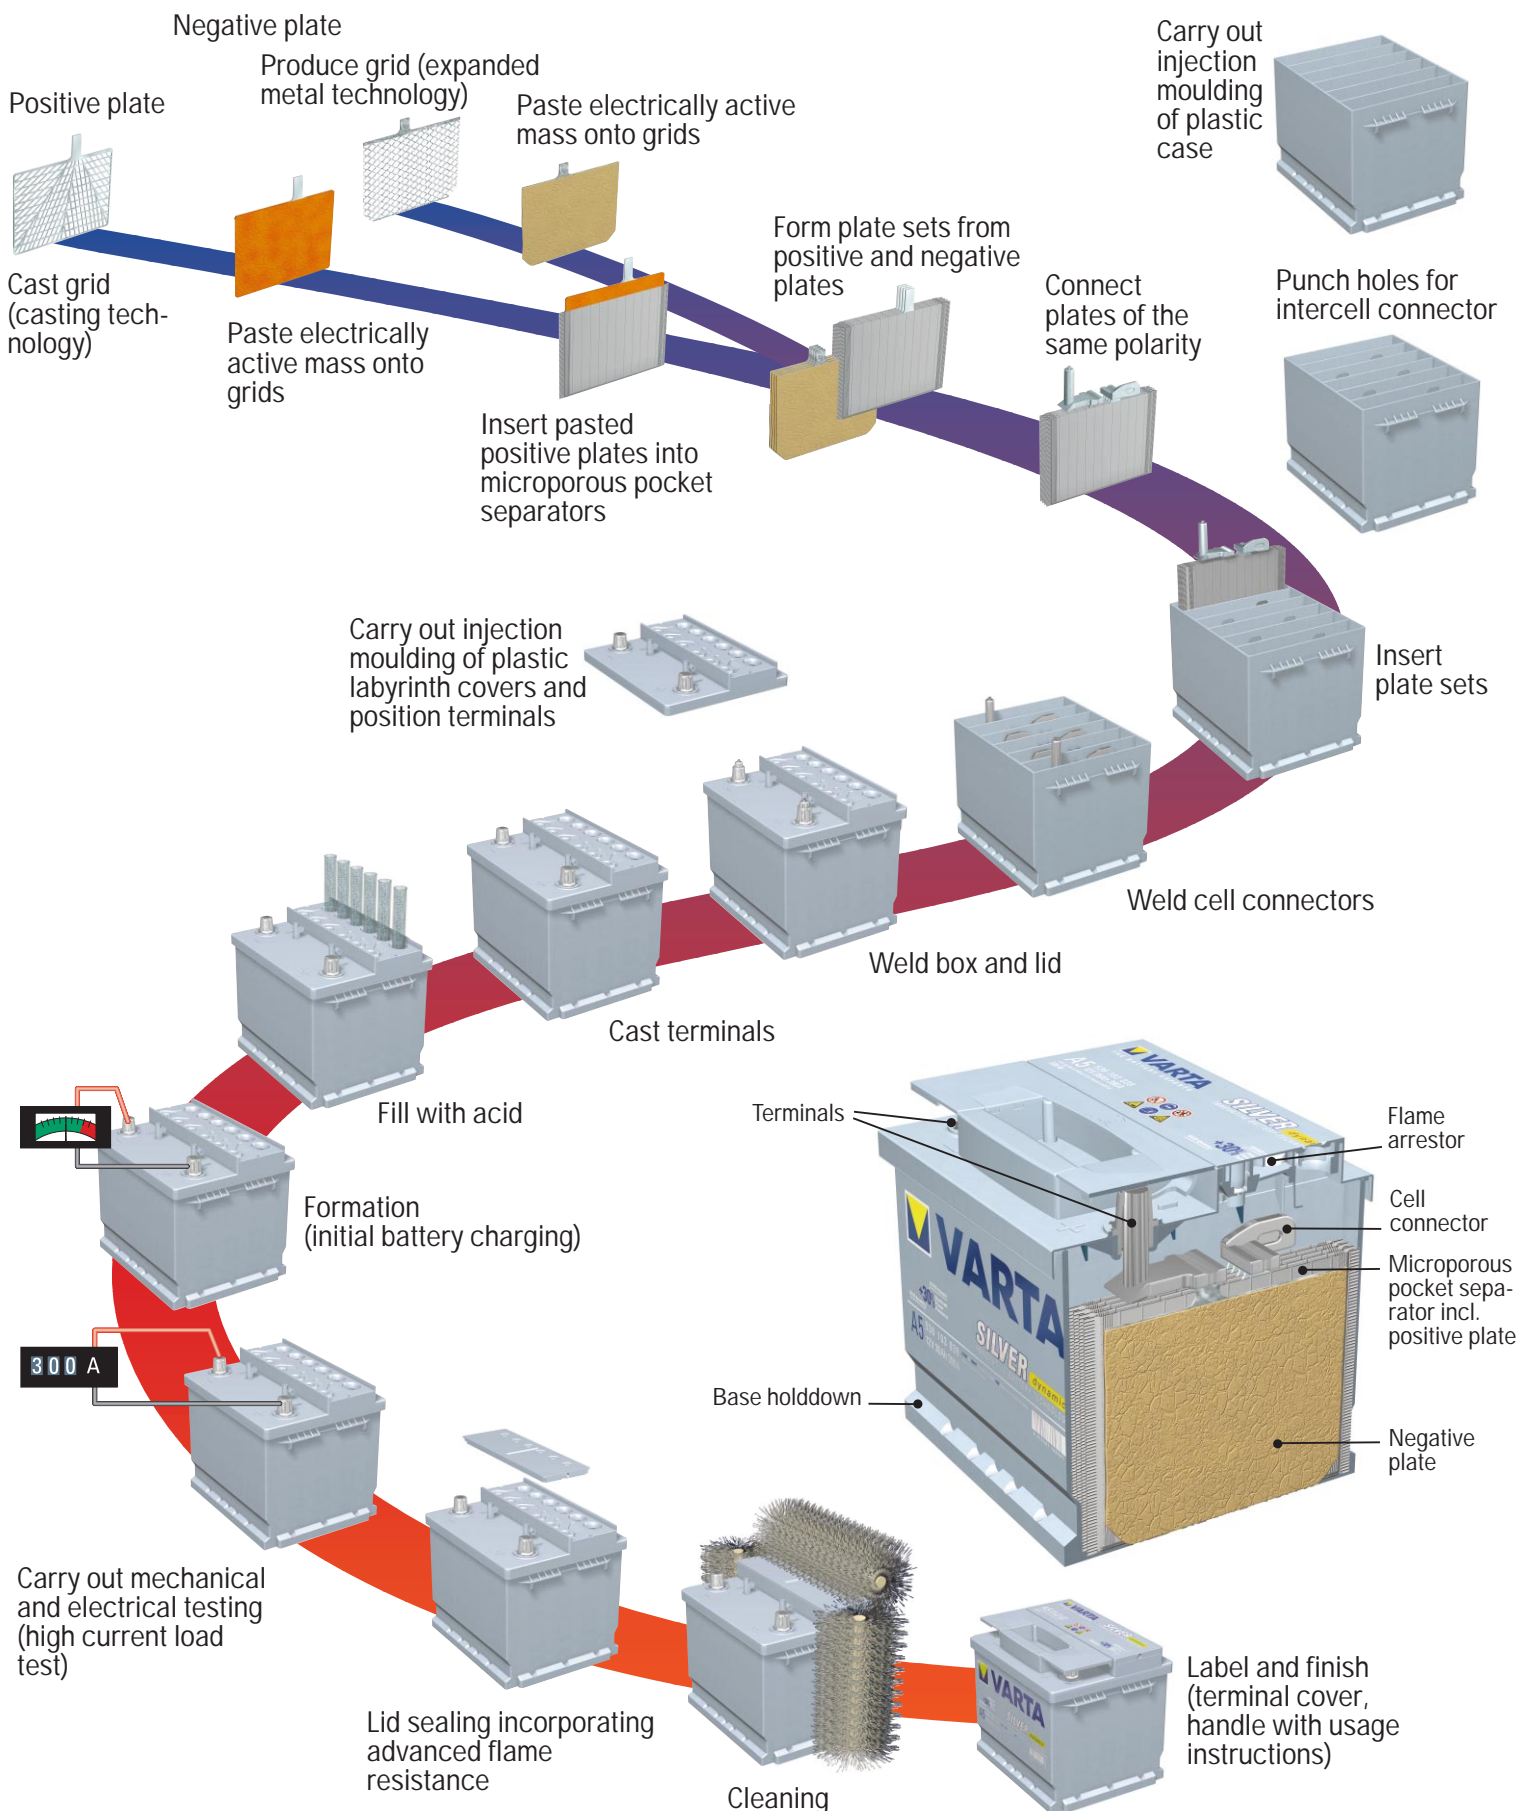 Negative plate
Produce grid (expanded
metal technology)
Positive plate
Paste electrically active
mass onto grids
Carry out
injection
moulding
of plastic
case
Cast grid
(casting tech-
nology)
Paste electrically
active mass onto
grids
Insert pasted
positive plates into
microporous pocket
separators
Form plate sets from
positive and negative
plates
Connect
plates of the
same polarity
Punch holes for
intercell connector
Insert
plate sets
Carry out injection
moulding of plastic
labyrinth covers and
position terminals
Weld cell connectors
Weld box and lid
Cast terminals
Fill with acid
Formation
(initial battery charging)
300 A
Carry out mechanical
and electrical testing
(high current load
test)
Lid sealing incorporating
advanced flame
resistance
Cleaning
Label and finish
(terminal cover,
handle with usage
instructions)
VARTA
SILVER
VARTA
A5
SILVER
dynamic
+30%
Terminals
Flame
arrestor
Cell
connector
Microporous
pocket sepa-
rator incl.
positive plate
Base holddown
Negative
plate
VARTA
+30%
A5
SILVER
dynamic